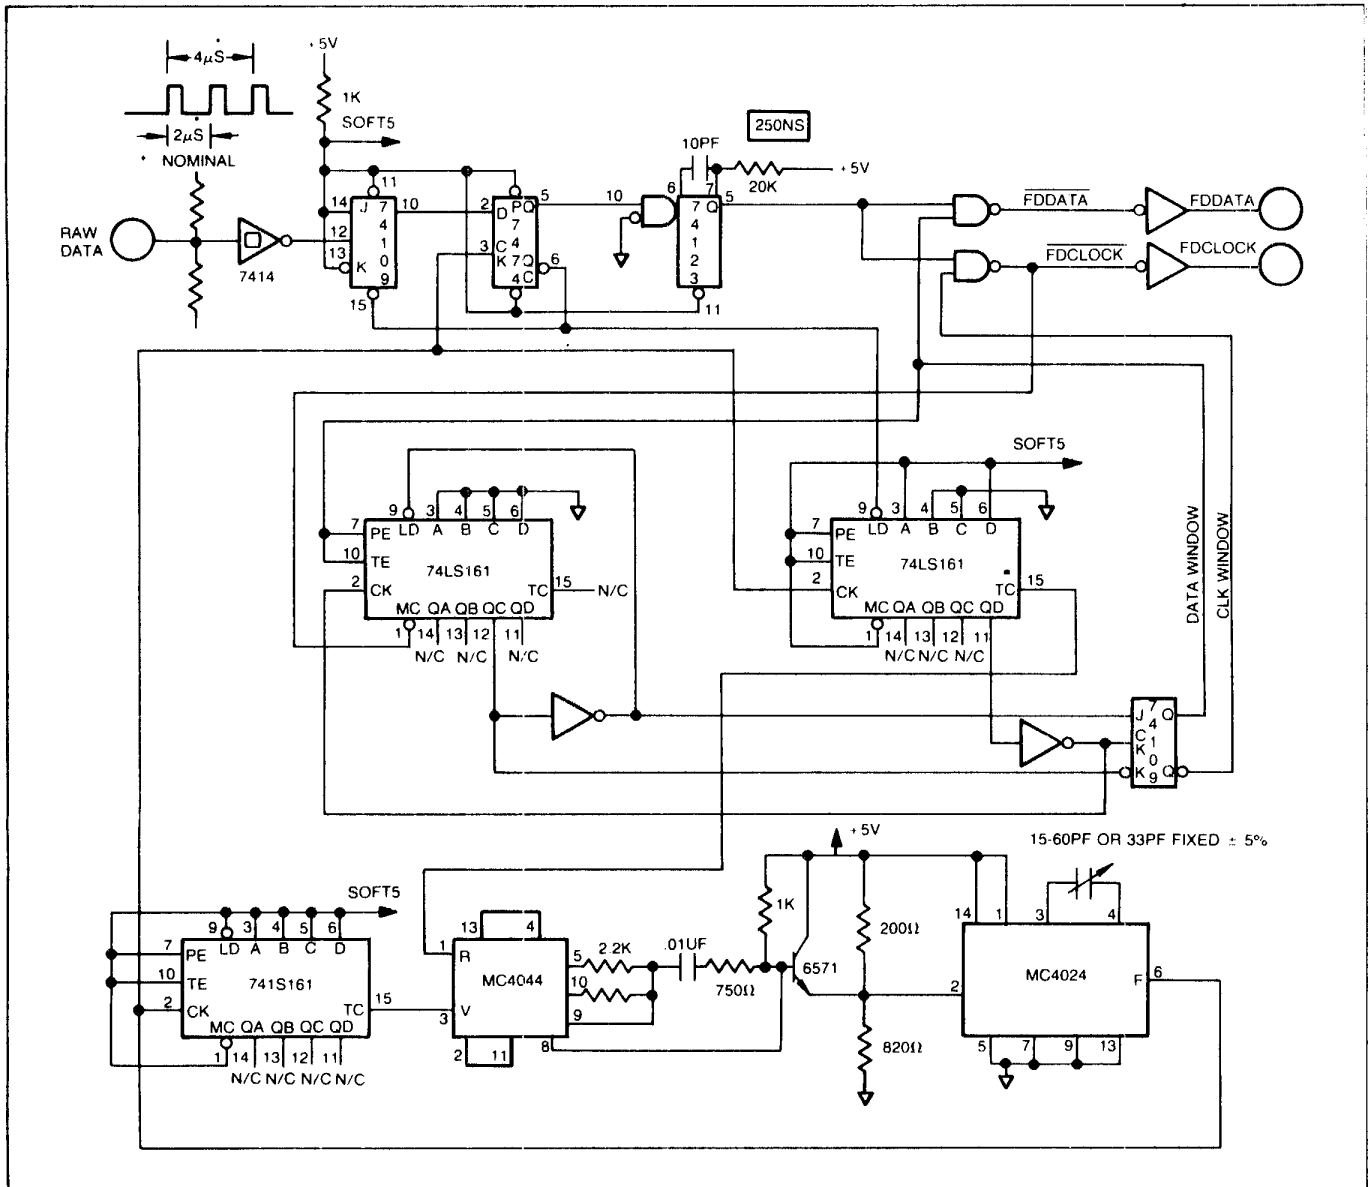 4µS
2µS
NOMINAL
RAW
DATA
7414
+5V
1K
SOFT5
14
12
13
15
11
10
J
K
7
4
1
0
9
2
3
5
6
D
P
Q
C
K
7
4
7
4
Q
C
10
6
7
5
11
7
4
1
2
3
Q
10PF
20K
+5V
250NS
FDDATA
FDDATA
FDCLOCK
FDCLOCK
DATA WINDOW
CLK WINDOW
9 3 4 5 6
LD A B C D
7 PE
10 TE
2 CK
74LS161
TC 15 N/C
MC QA QB QC QD
1 14 13 12 11
N/C N/C N/C
SOFT5
9 3 4 5 6
LD A B C D
7 PE
10 TE
2 CK
74LS161
TC 15
MC QA QB QC QD
1 14 13 12 11
N/C N/C N/C
J 7 Q
4
C 1
K 0
K 9 Q
SOFT5
9 3 4 5 6
LD A B C D
7 PE
10 TE
2 CK
741S161
TC 15
MC QA QB QC QD
1 14 13 12 11
N/C N/C N/C N/C
13 4
1 R
3 V
MC4044
2 11
5
10
9
8
2.2K
.01UF
750Ω
1K
6571
+5V
200Ω
820Ω
15-60PF OR 33PF FIXED ± 5%
14 1 3 4
2
MC4024
F 6
5 7 9 13